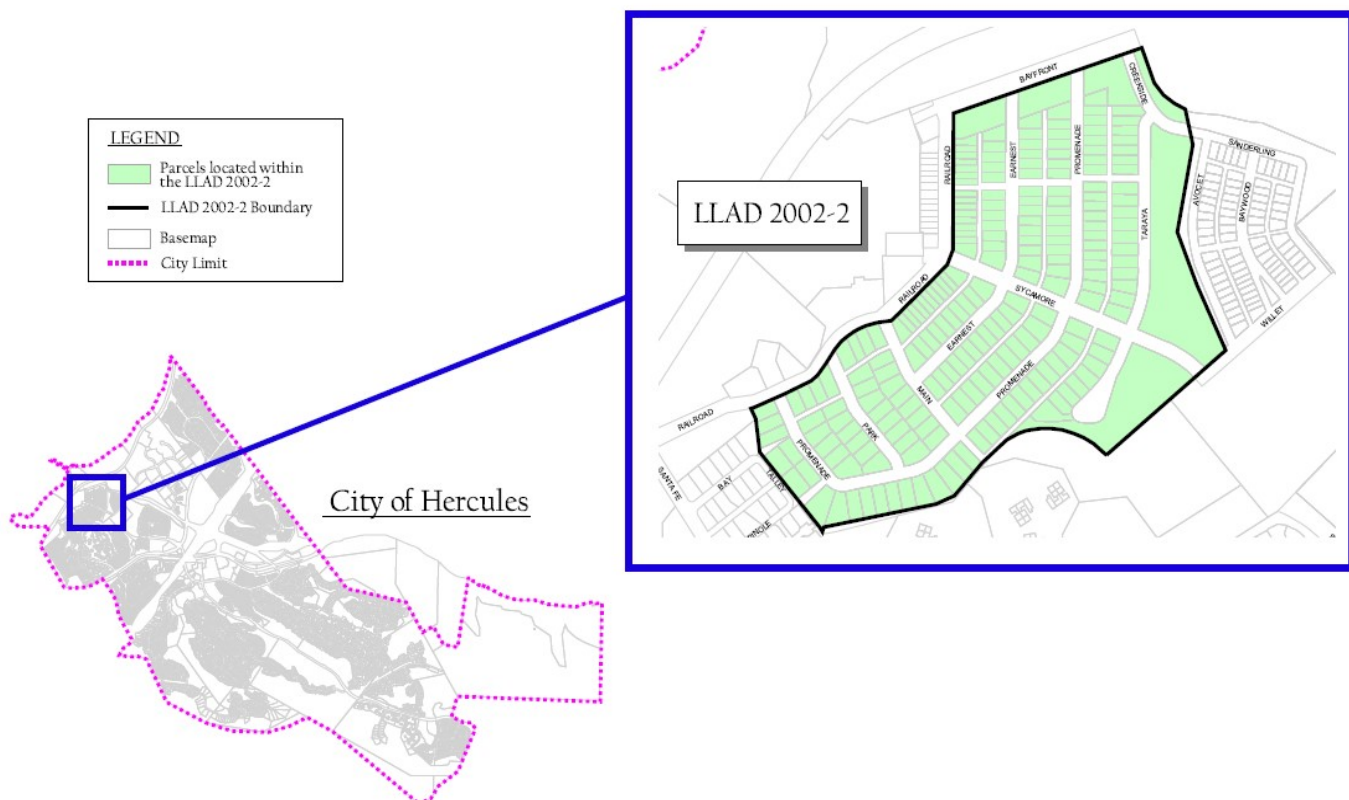 LEGEND
Parcels located within
the LLAD 2002-2
LLAD 2002-2 Boundary
Basemap
City Limit
City of Hercules
LLAD 2002-2
BAYFRONT
CREEKSIDE
SANDERLING
RAILROAD
EARNEST
PROMENADE
AVOCET
BAYWOOD
TARAYA
WILLET
SYCAMORE
RAILROAD
EARNEST
PROMENADE
MAIN
RAILROAD
PARK
PROMENADE
SANTA FE
BAY
TALLEY
PINOLE